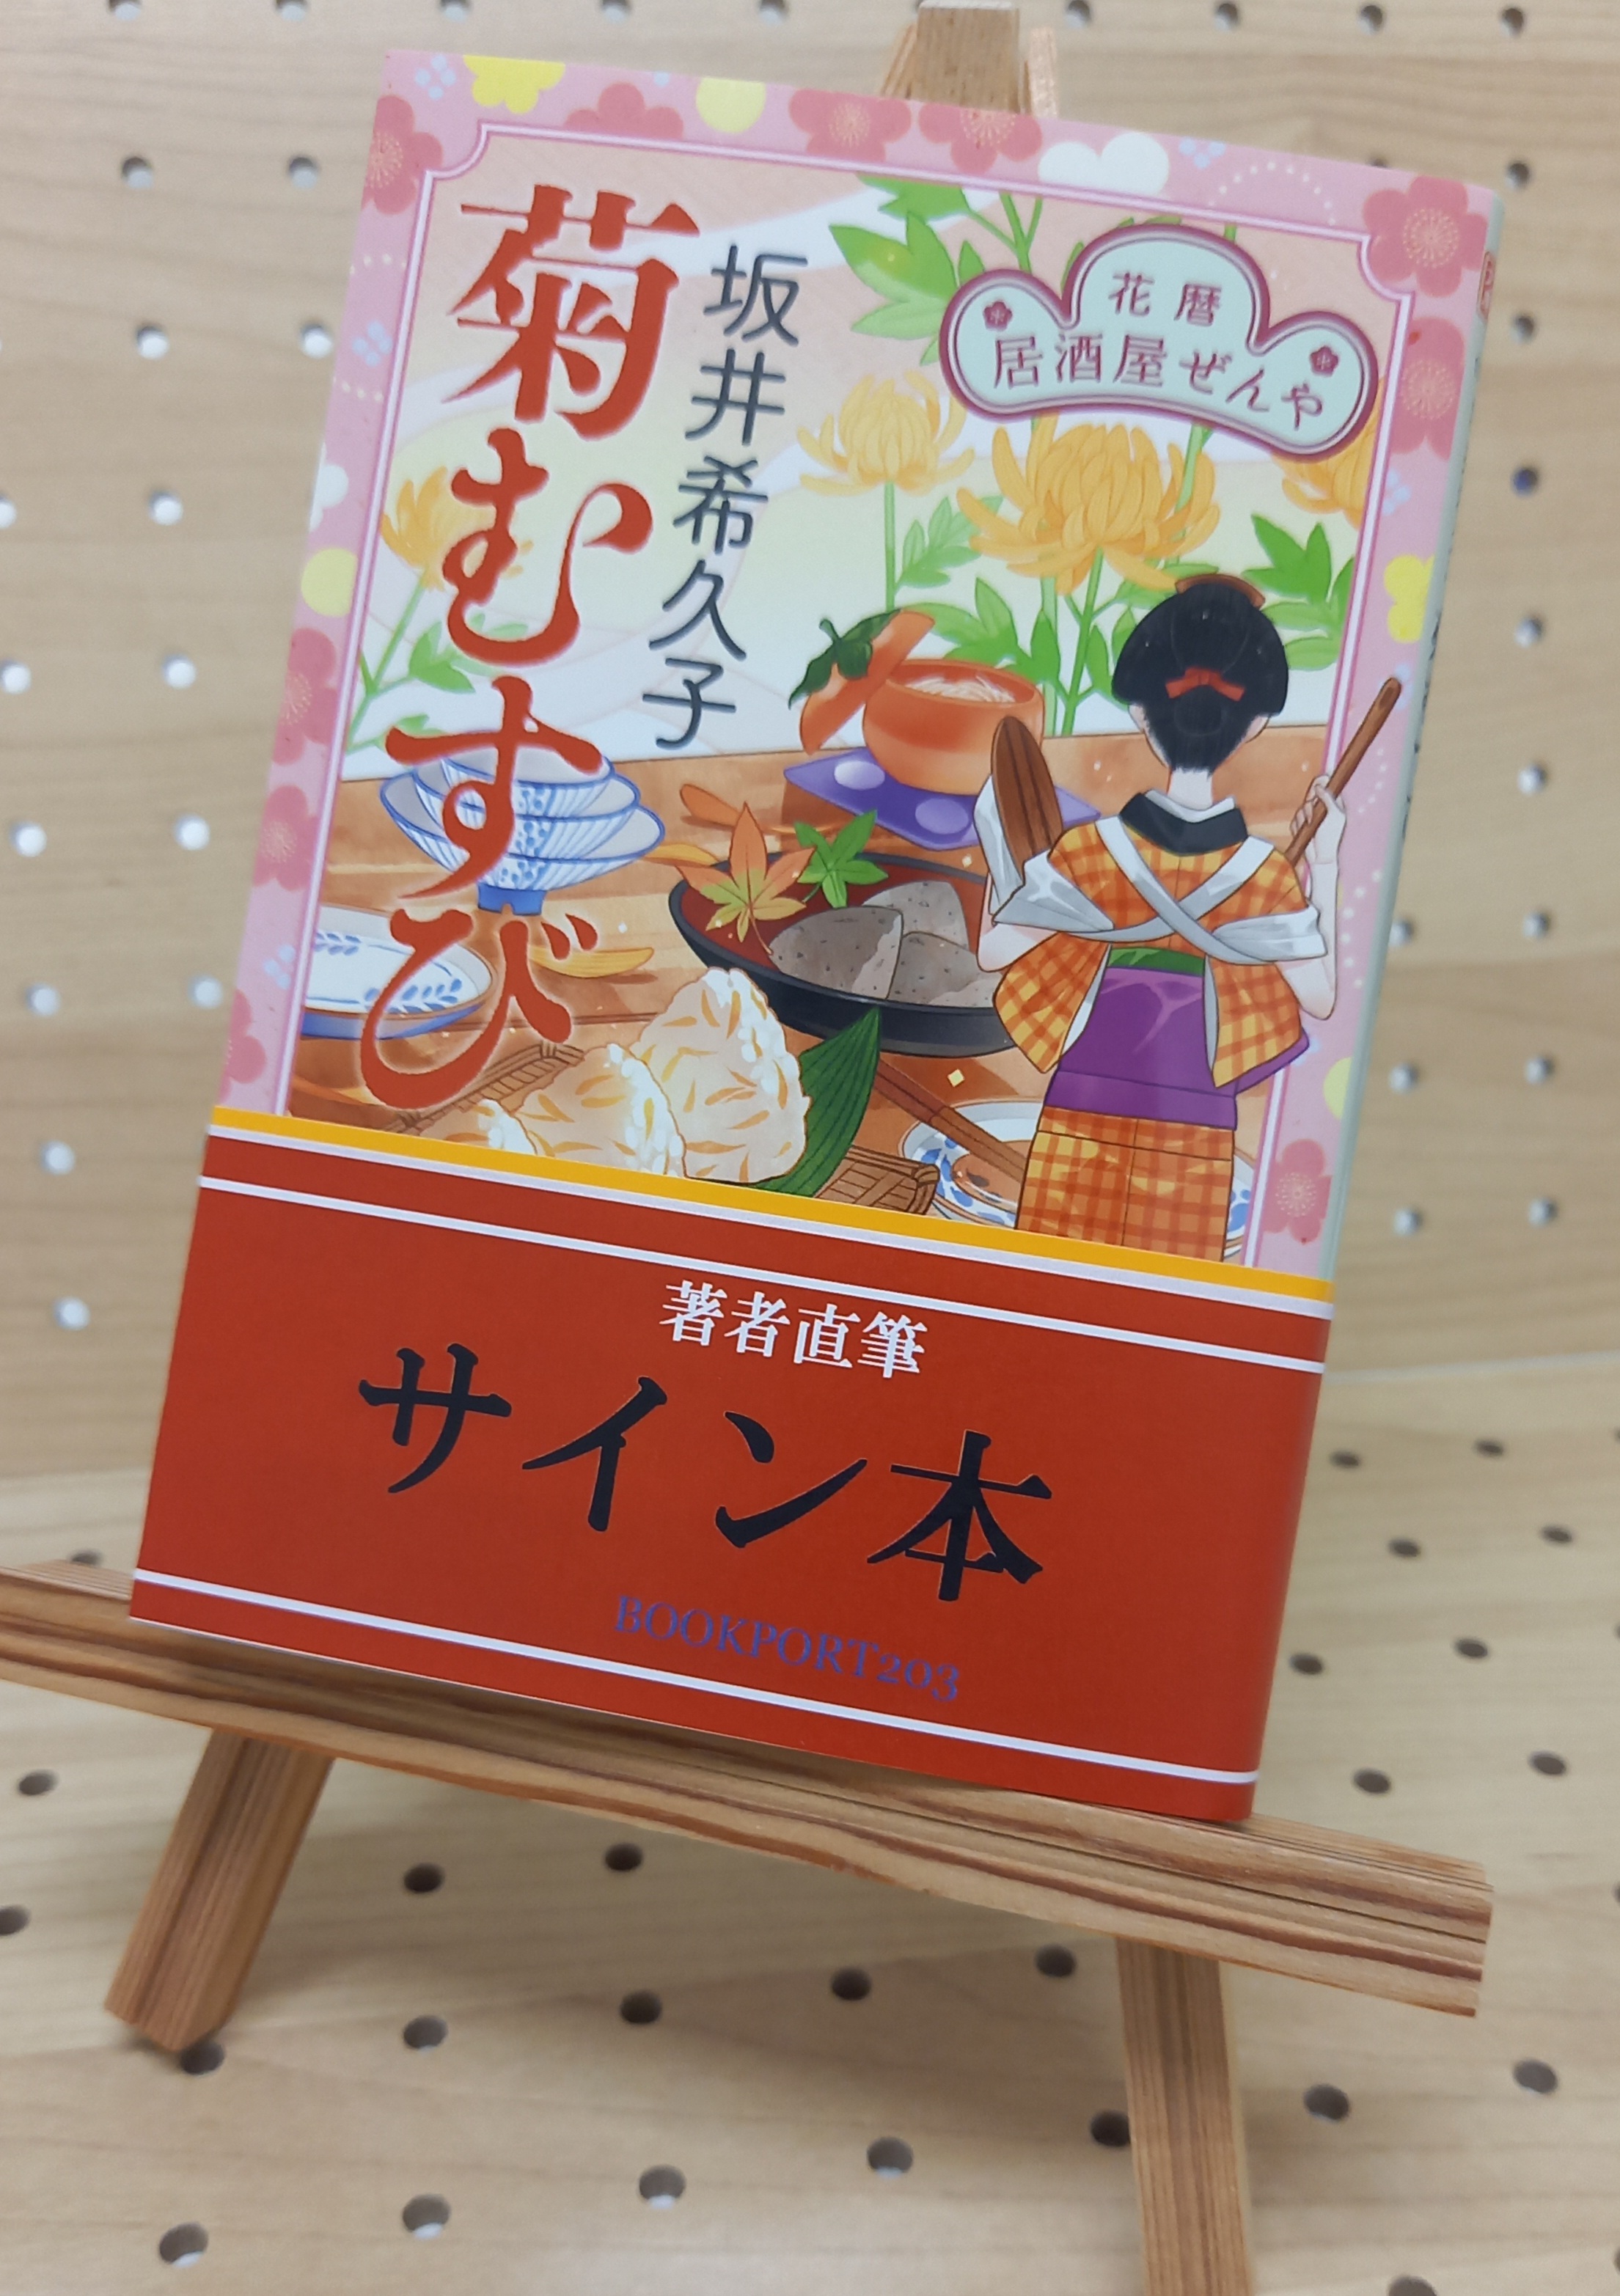 花暦
居酒屋ぜんや
坂井希久子
菊むすび
著者直筆
サイン本
BOOKPORT203